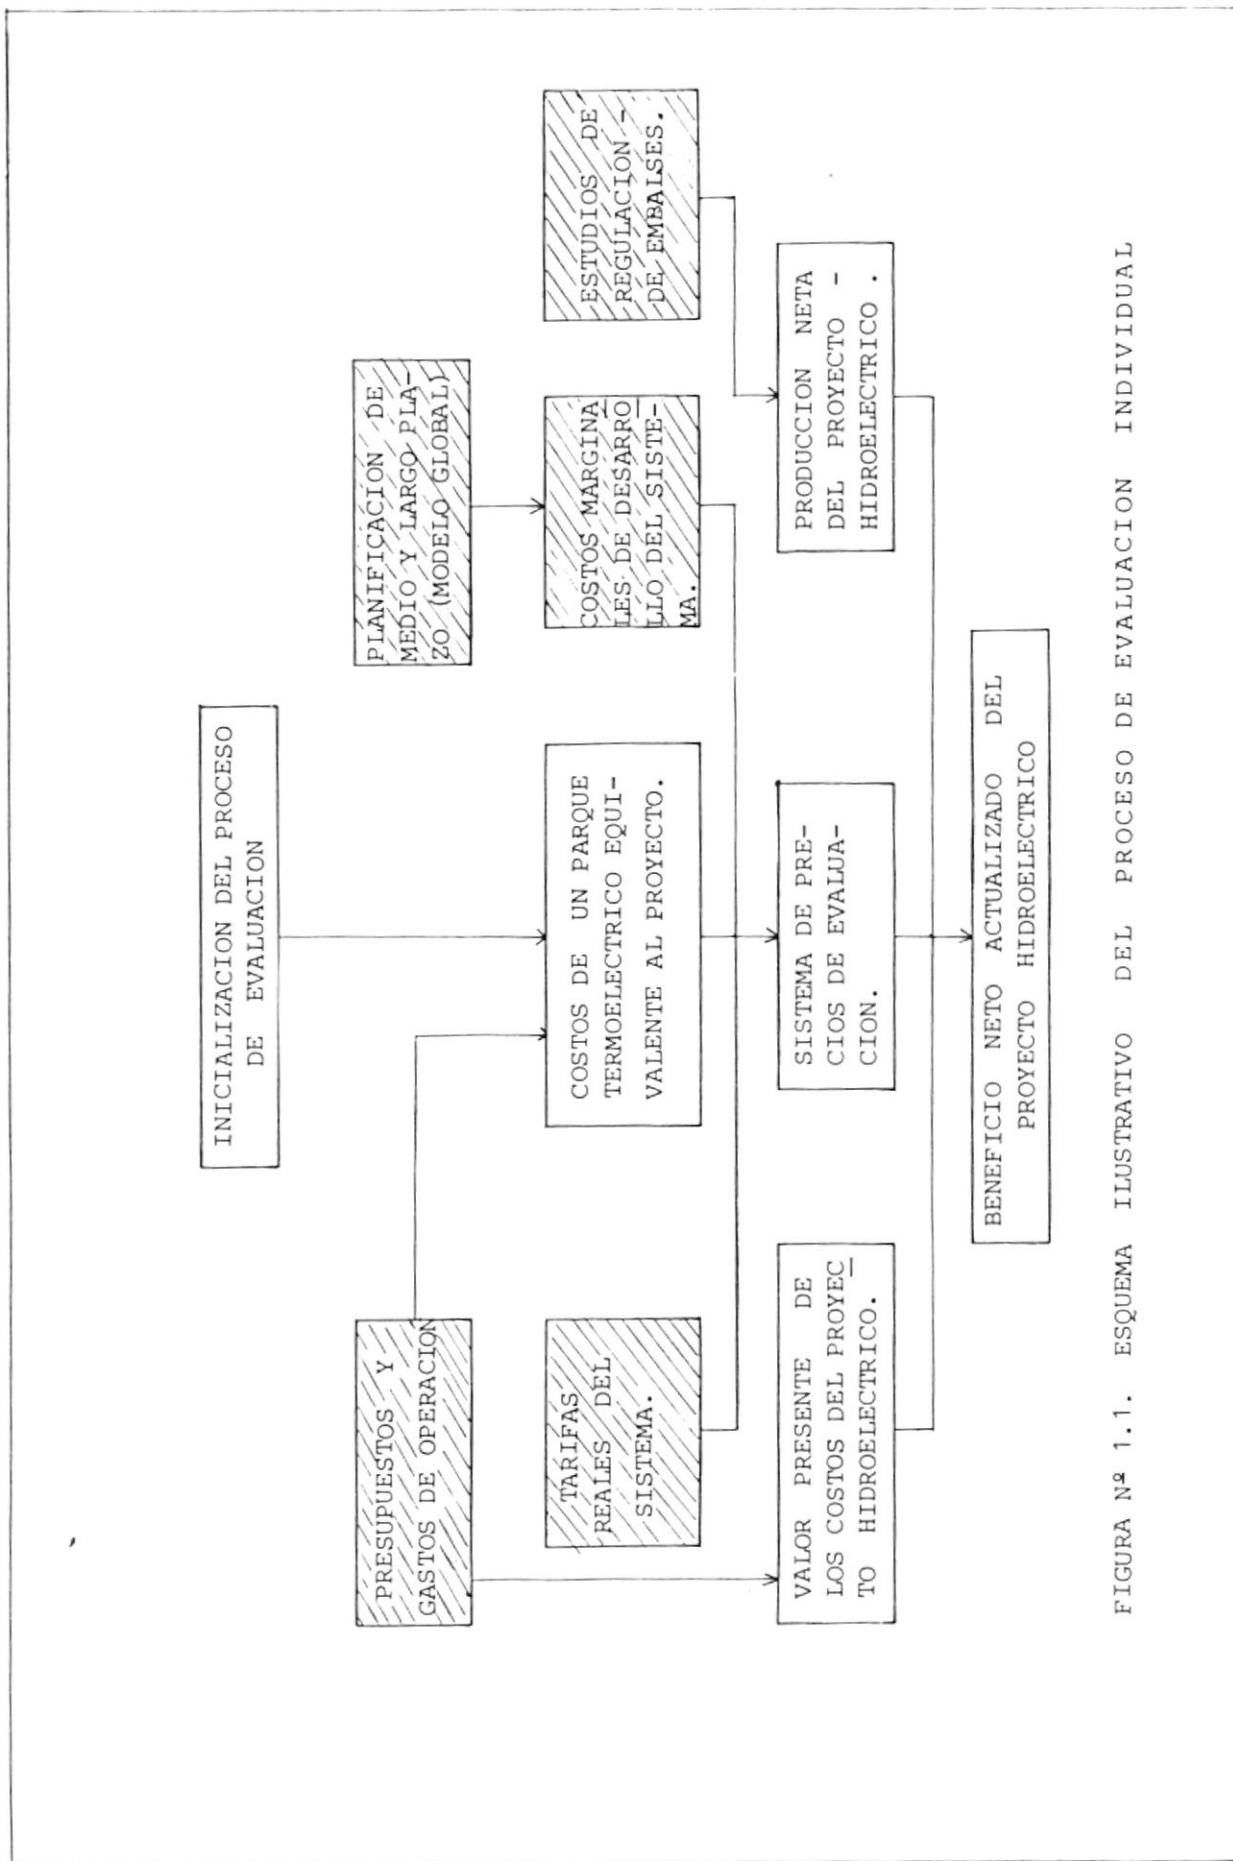 INICIALIZACION DEL PROCESO
DE EVALUACION
PRESUPUESTOS Y
GASTOS DE OPERACION
PLANIFICACION DE
MEDIO Y LARGO PLA-
ZO (MODELO GLOBAL)
TARIFAS
REALES DEL
SISTEMA.
COSTOS DE UN PARQUE
TERMOELECTRICO EQUI-
VALENTE AL PROYECTO.
COSTOS MARGINA
LES DE DESARRO
LLO DEL SISTE-
MA.
ESTUDIOS DE
REGULACION -
DE EMBALSES.
VALOR PRESENTE DE
LOS COSTOS DEL PROYEC
TO HIDROELECTRICO.
SISTEMA DE PRE-
CIOS DE EVALUA-
CION.
PRODUCCION NETA
DEL PROYECTO -
HIDROELECTRICO .
BENEFICIO NETO ACTUALIZADO DEL
PROYECTO HIDROELECTRICO
FIGURA Nº 1.1. ESQUEMA ILUSTRATIVO DEL PROCESO DE EVALUACION INDIVIDUAL